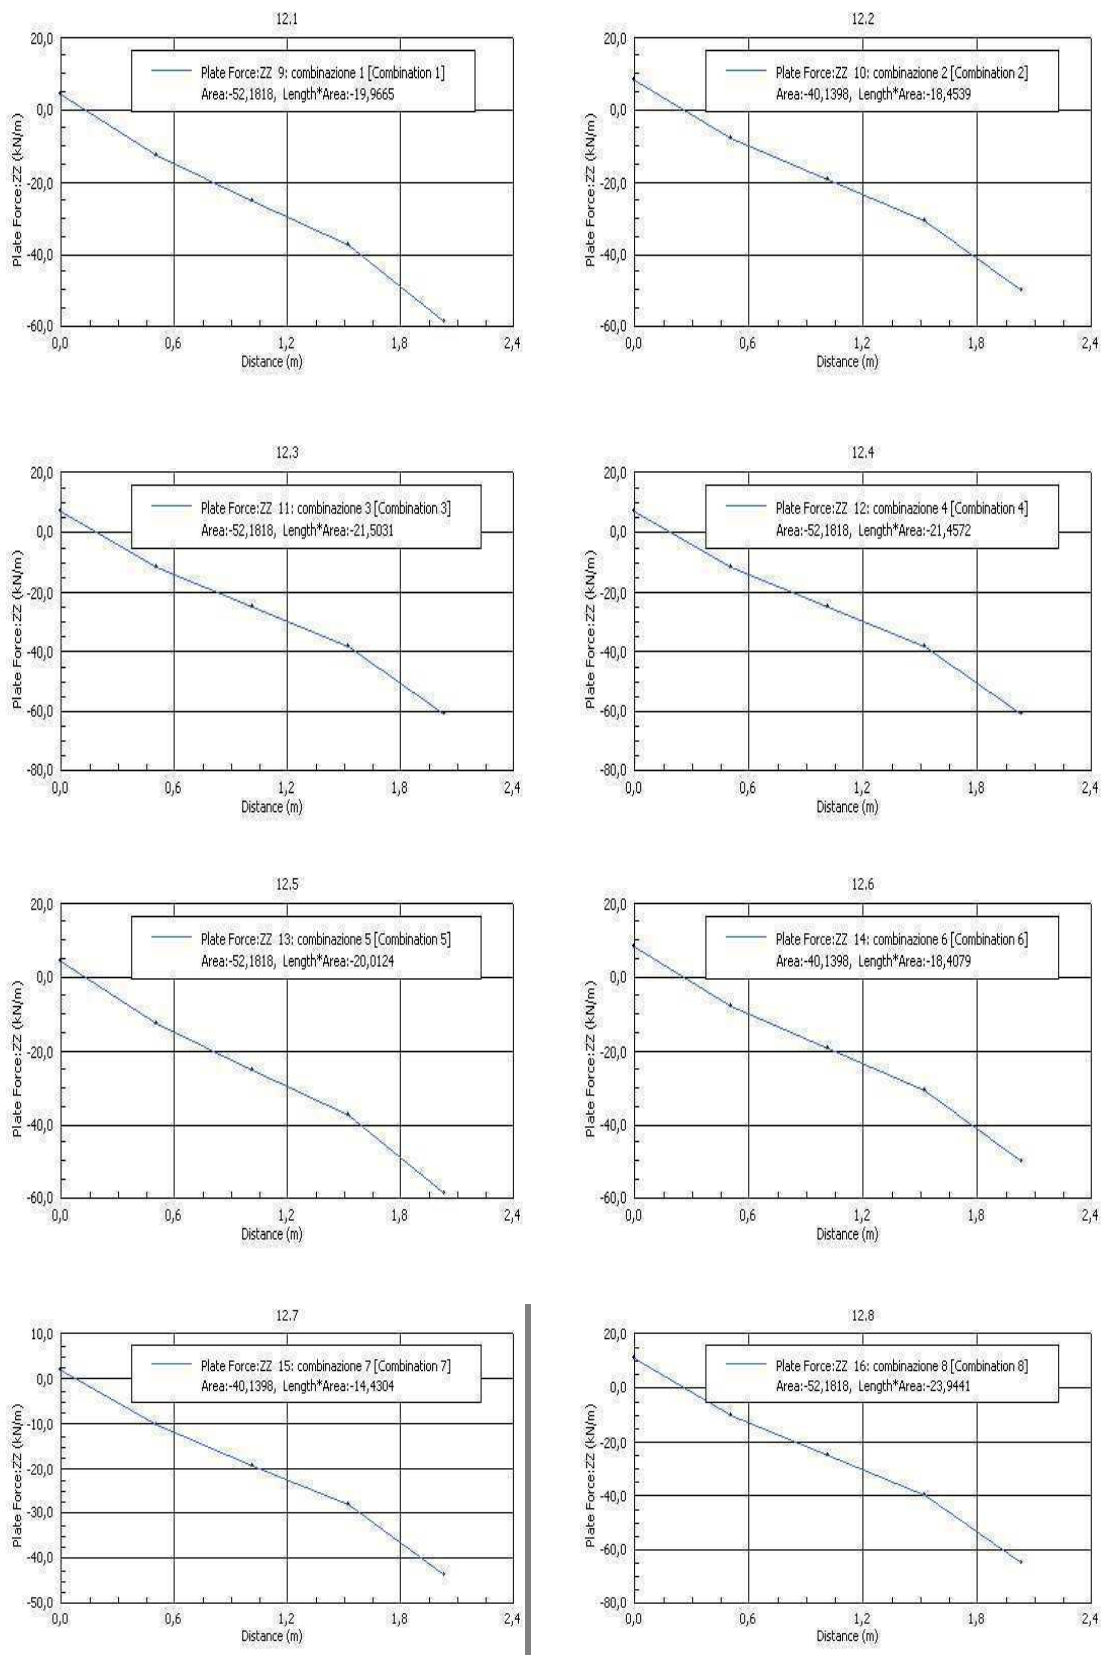 12.1
20,0
Plate Force:ZZ 9: combinazione 1 [Combination 1]
Area:-52,1818, Length*Area:-19,9665
0,0
-20,0
-40,0
-60,0
Plate Force:ZZ (kN/m)
0,0 0,6 1,2 1,8 2,4
Distance (m)
12.2
20,0
Plate Force:ZZ 10: combinazione 2 [Combination 2]
Area:-40,1398, Length*Area:-18,4539
0,0
-20,0
-40,0
-60,0
Plate Force:ZZ (kN/m)
0,0 0,6 1,2 1,8 2,4
Distance (m)
12.3
20,0
Plate Force:ZZ 11: combinazione 3 [Combination 3]
Area:-52,1818, Length*Area:-21,5031
0,0
-20,0
-40,0
-60,0
-80,0
Plate Force:ZZ (kN/m)
0,0 0,6 1,2 1,8 2,4
Distance (m)
12.4
20,0
Plate Force:ZZ 12: combinazione 4 [Combination 4]
Area:-52,1818, Length*Area:-21,4572
0,0
-20,0
-40,0
-60,0
-80,0
Plate Force:ZZ (kN/m)
0,0 0,6 1,2 1,8 2,4
Distance (m)
12.5
20,0
Plate Force:ZZ 13: combinazione 5 [Combination 5]
Area:-52,1818, Length*Area:-20,0124
0,0
-20,0
-40,0
-60,0
Plate Force:ZZ (kN/m)
0,0 0,6 1,2 1,8 2,4
Distance (m)
12.6
20,0
Plate Force:ZZ 14: combinazione 6 [Combination 6]
Area:-40,1398, Length*Area:-18,4079
0,0
-20,0
-40,0
-60,0
Plate Force:ZZ (kN/m)
0,0 0,6 1,2 1,8 2,4
Distance (m)
12.7
10,0
Plate Force:ZZ 15: combinazione 7 [Combination 7]
Area:-40,1398, Length*Area:-14,4304
0,0
-10,0
-20,0
-30,0
-40,0
-50,0
Plate Force:ZZ (kN/m)
0,0 0,6 1,2 1,8 2,4
Distance (m)
12.8
20,0
Plate Force:ZZ 16: combinazione 8 [Combination 8]
Area:-52,1818, Length*Area:-23,9441
0,0
-20,0
-40,0
-60,0
-80,0
Plate Force:ZZ (kN/m)
0,0 0,6 1,2 1,8 2,4
Distance (m)